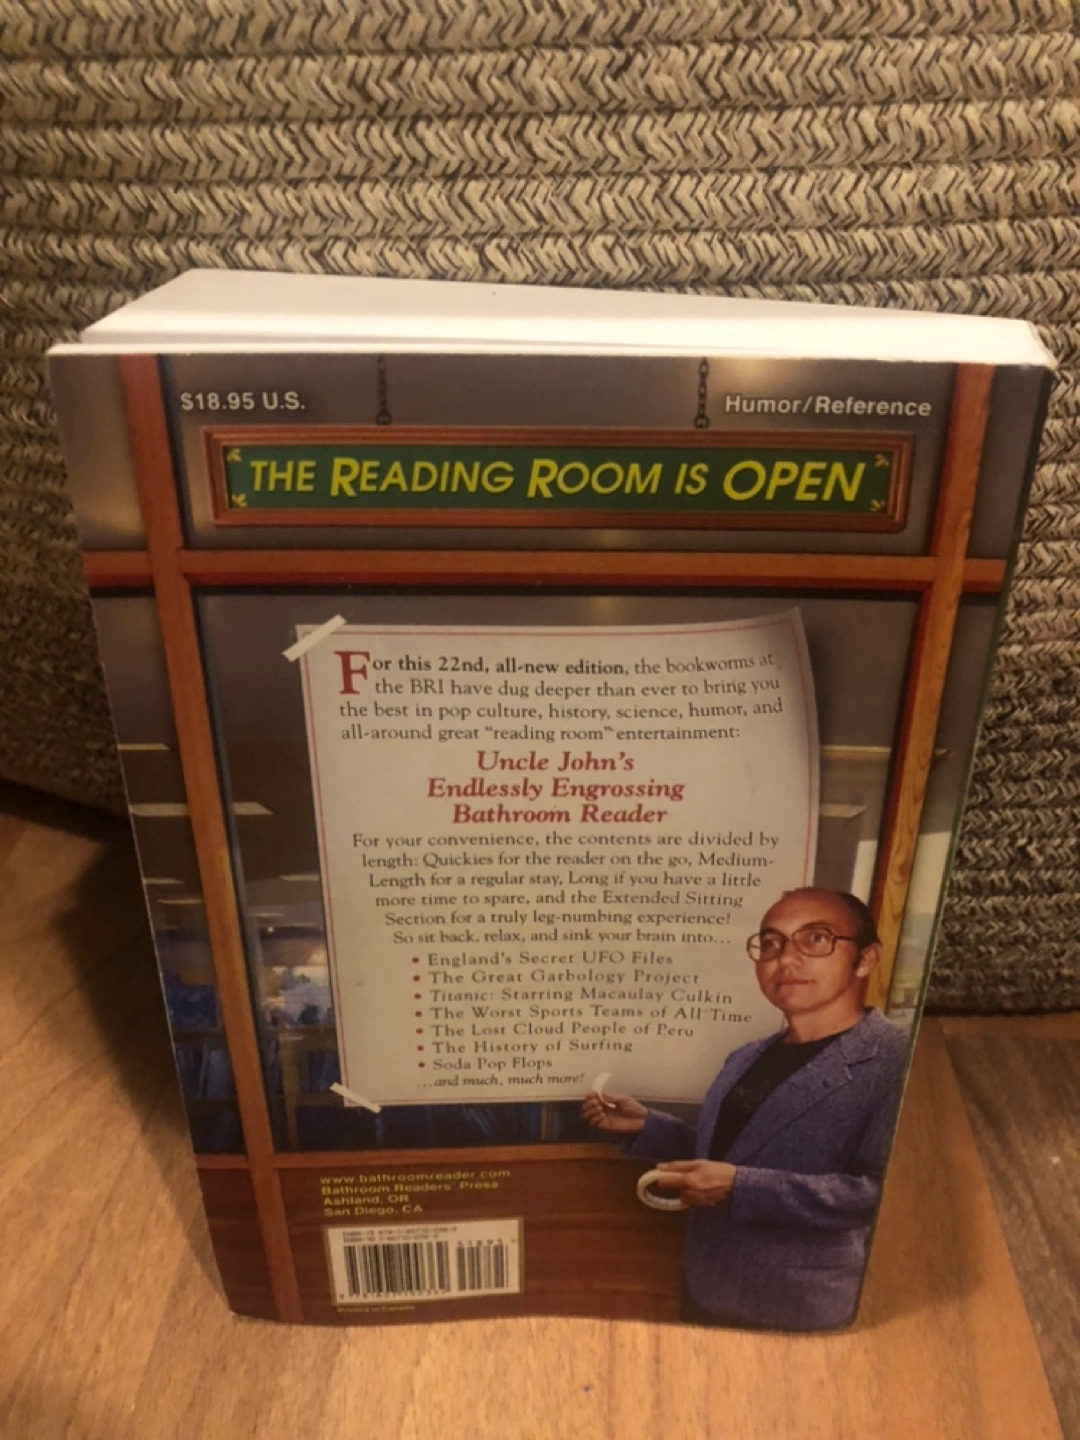 $18.95 U.S.
Humor/Reference
THE READING ROOM IS OPEN
For this 22nd, all-new edition, the bookworms at
the BRI have dug deeper than ever to bring you
the best in pop culture, history, science, humor, and
all-around great "reading room" entertainment:
Uncle John's
Endlessly Engrossing
Bathroom Reader
For your convenience, the contents are divided by
length: Quickies for the reader on the go, Medium-
Length for a regular stay, Long if you have a little
more time to spare, and the Extended Sitting
Section for a truly leg-numbing experience!
So sit back, relax, and sink your brain into...
• England's Secret UFO Files
• The Great Garbology Project
• Titanic: Starring Macaulay Culkin
• The Worst Sports Teams of All Time
• The Lost Cloud People of Peru
• The History of Surfing
• Soda Pop Flops
...and much, much more!
www.bathroomreader.com
Bathroom Readers' Press
Ashland, OR
San Diego, CA
Printed in Canada